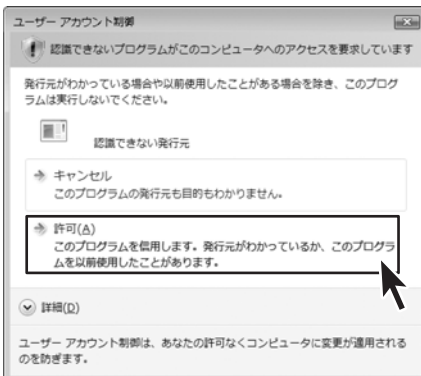 ユーザー アカウント制御
認識できないプログラムがこのコンピュータへのアクセスを要求しています
発行元がわかっている場合や以前使用したことがある場合を除き、このプログ
ラムは実行しないでください。
認識できない発行元
キャンセル
このプログラムの発行元も目的もわかりません。
許可(A)
このプログラムを信用します。発行元がわかっているか、このプログラ
ムを以前使用したことがあります。
詳細(D)
ユーザー アカウント制御は、あなたの許可なくコンピュータに変更が適用される
のを防ぎます。